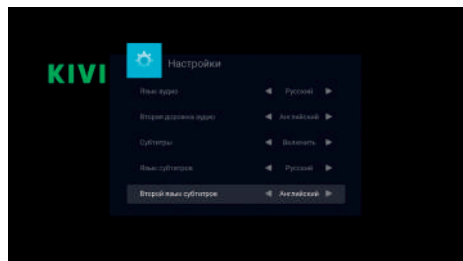 KIVI
Настройки
Язык аудио ◀ Русский ▶
Вторая дорожка аудио ◀ Английский ▶
Субтитры ◀ Включить ▶
Язык субтитров ◀ Русский ▶
Второй язык субтитров ◀ Английский ▶